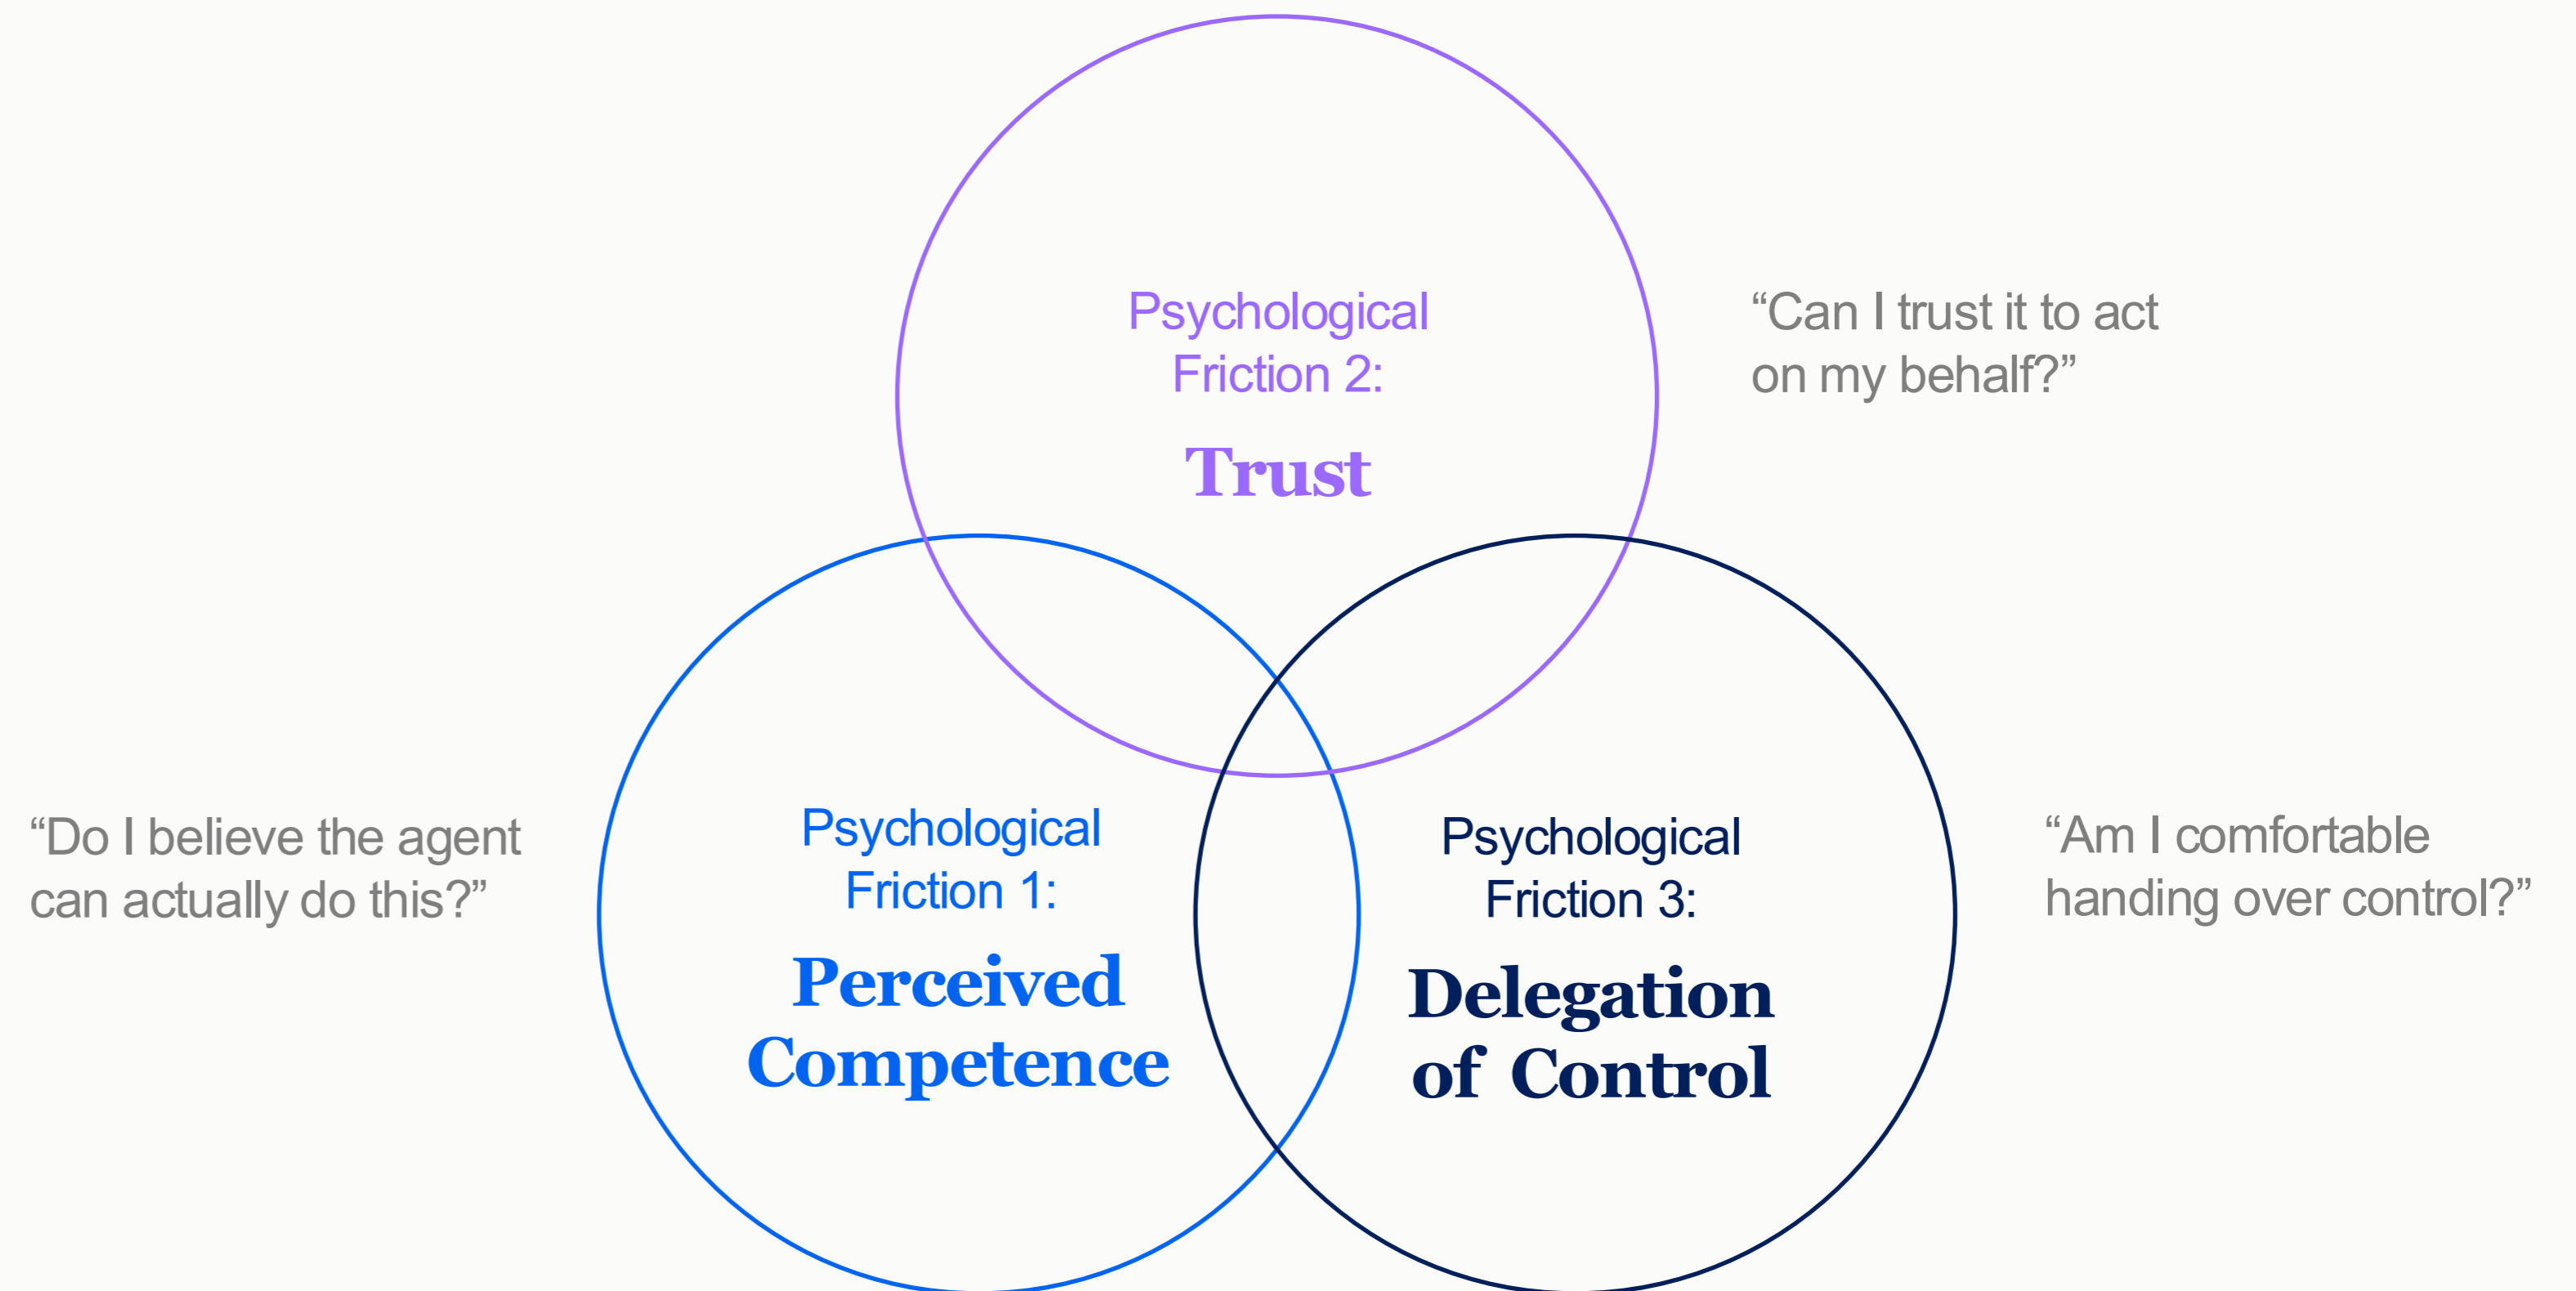 Psychological
Friction 2:
Trust
“Can I trust it to act
on my behalf?”
“Do I believe the agent
can actually do this?”
Psychological
Friction 1:
Perceived
Competence
Psychological
Friction 3:
Delegation
of Control
“Am I comfortable
handing over control?”